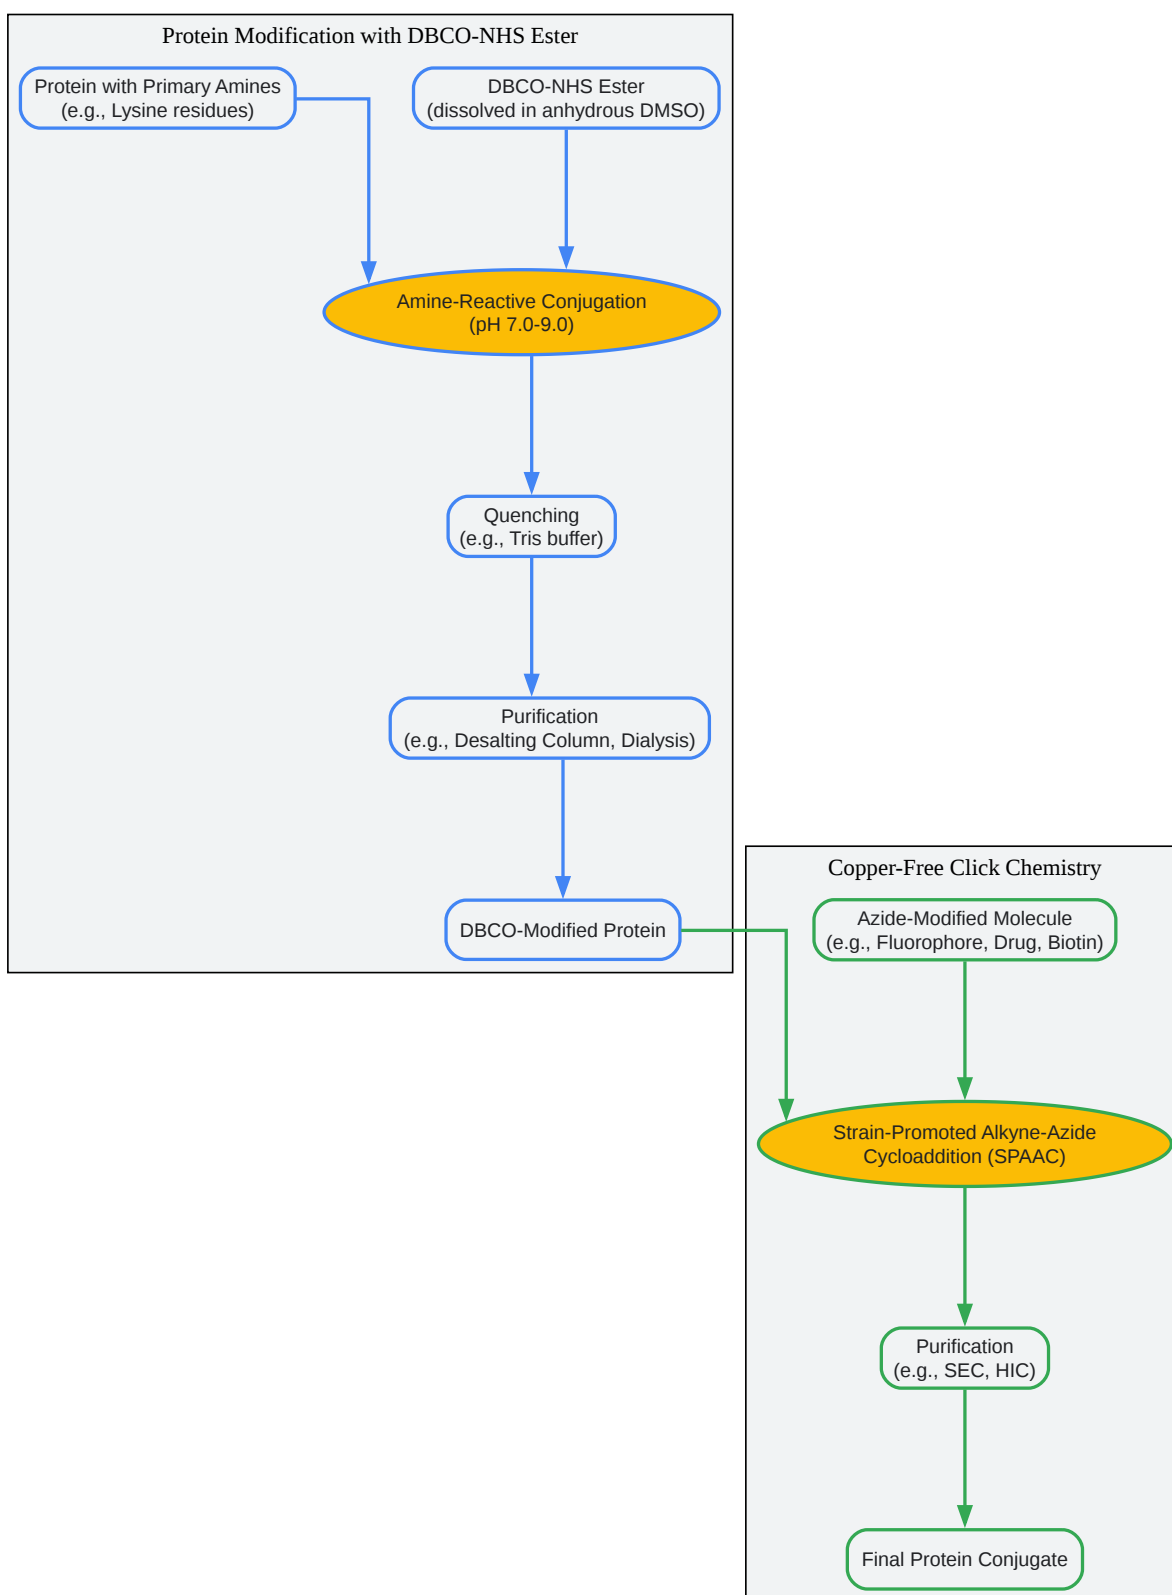 Protein Modification with DBCO-NHS Ester
Protein with Primary Amines
(e.g., Lysine residues)
DBCO-NHS Ester
(dissolved in anhydrous DMSO)
Amine-Reactive Conjugation
(pH 7.0-9.0)
Quenching
(e.g., Tris buffer)
Purification
(e.g., Desalting Column, Dialysis)
DBCO-Modified Protein
Copper-Free Click Chemistry
Azide-Modified Molecule
(e.g., Fluorophore, Drug, Biotin)
Strain-Promoted Alkyne-Azide
Cycloaddition (SPAAC)
Purification
(e.g., SEC, HIC)
Final Protein Conjugate